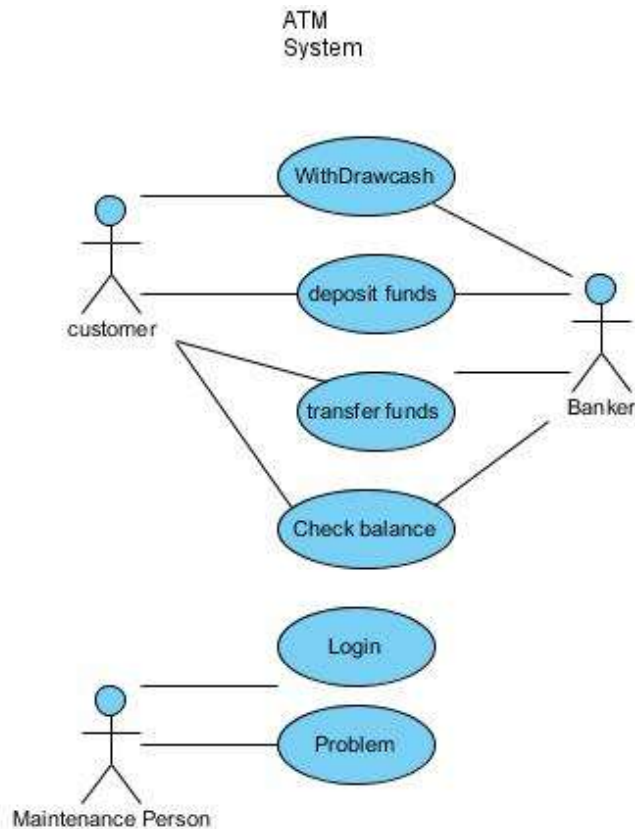 ATM
System
WithDrawcash
deposit funds
customer
transfer funds
Banker
Check balance
Login
Problem
Maintenance Person